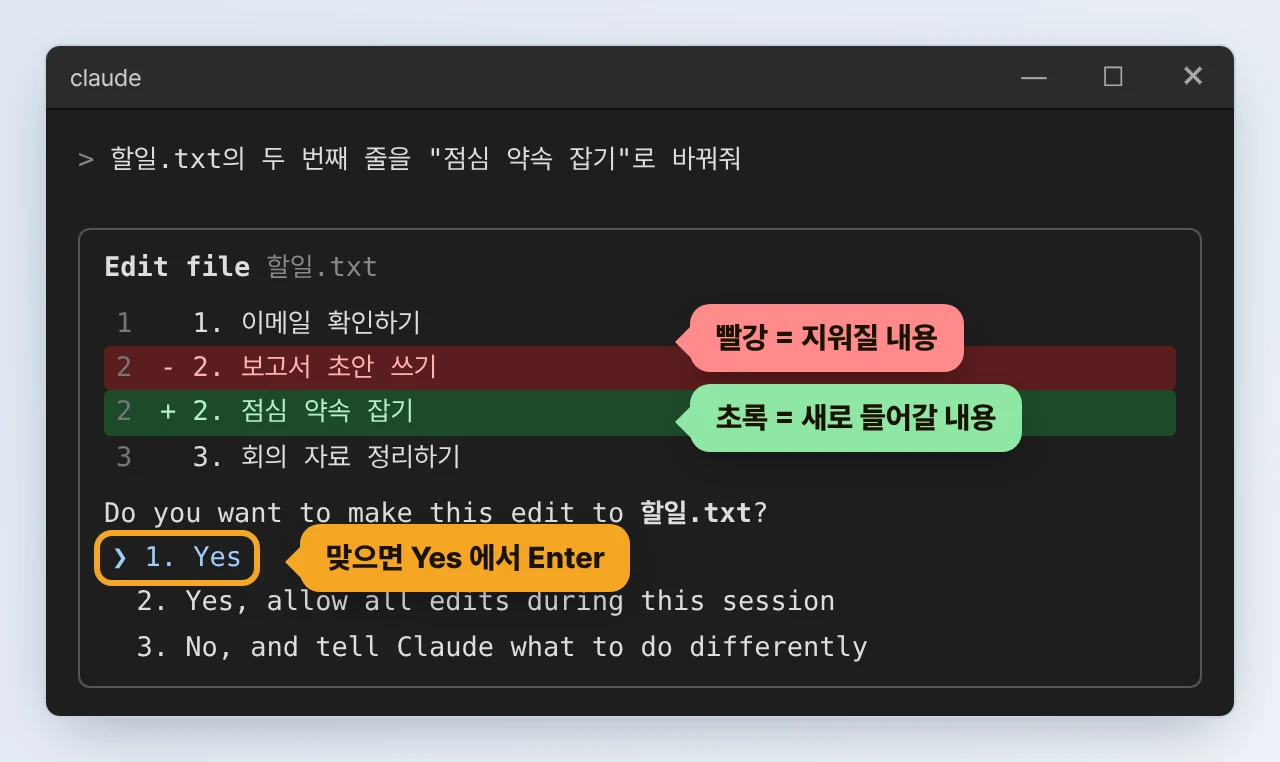 claude
> 할일.txt의 두 번째 줄을 "점심 약속 잡기"로 바꿔줘
Edit file 할일.txt
1 1. 이메일 확인하기
빨강 = 지워질 내용
2 - 2. 보고서 초안 쓰기
2 + 2. 점심 약속 잡기
초록 = 새로 들어갈 내용
3 3. 회의 자료 정리하기
Do you want to make this edit to 할일.txt?
❯ 1. Yes
맞으면 Yes 에서 Enter
2. Yes, allow all edits during this session
3. No, and tell Claude what to do differently